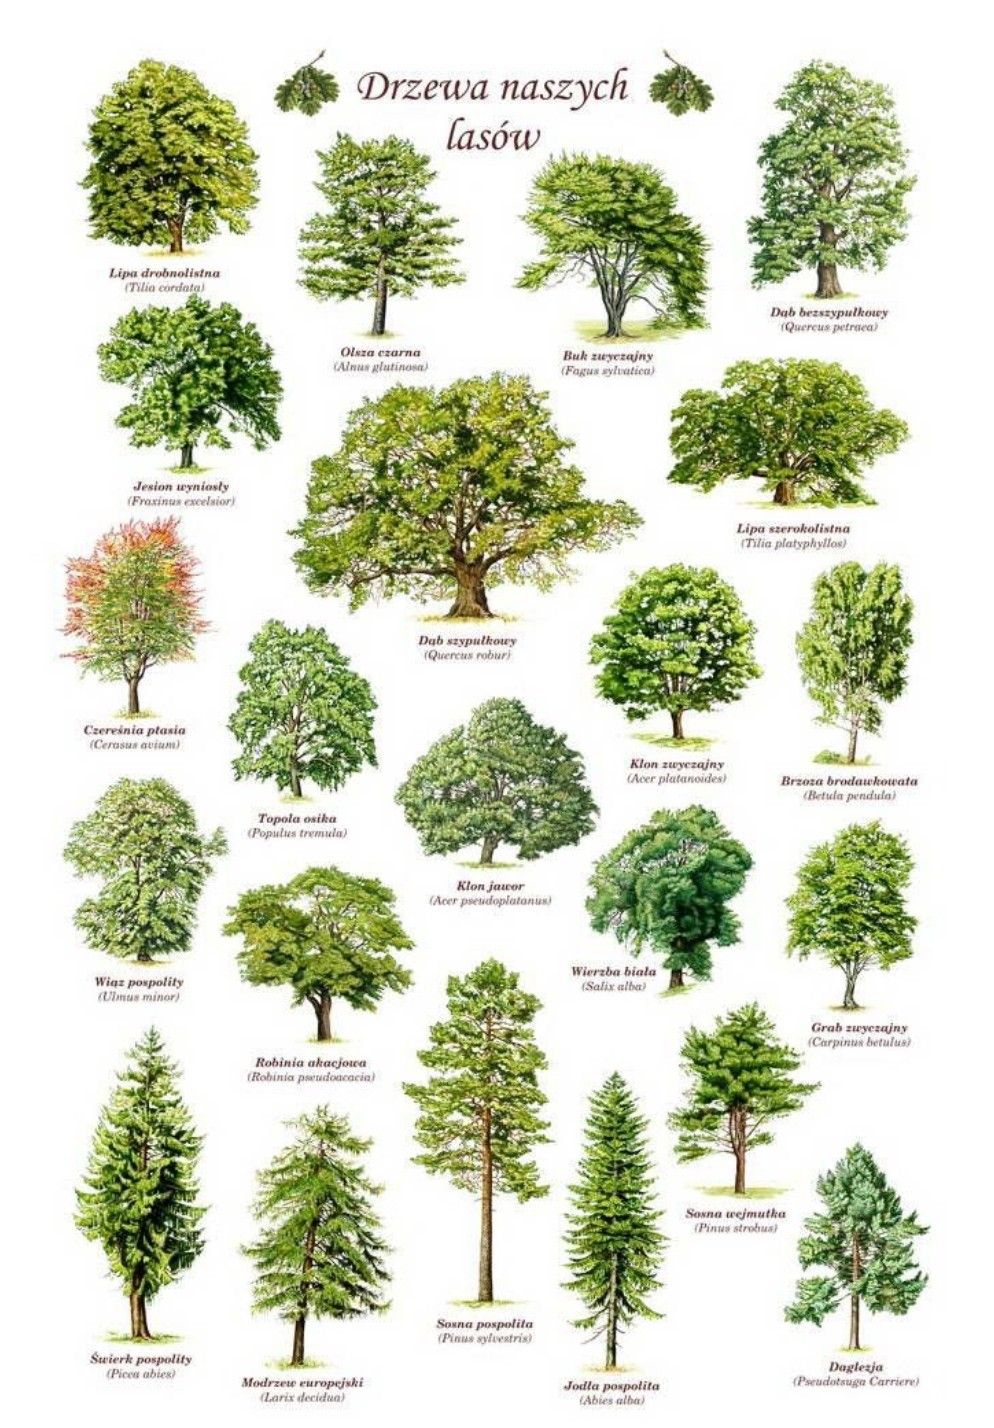 Drzewa naszych
lasów
Lipa drobnolistna
(Tilia cordata)
Olsza czarna
(Alnus glutinosa)
Buk zwyczajny
(Fagus sylvatica)
Dąb bezszypułkowy
(Quercus petraea)
Jesion wyniosły
(Fraxinus excelsior)
Lipa szerokolistna
(Tilia platyphyllos)
Dąb szypułkowy
(Quercus robur)
Czereśnia ptasia
(Cerasus avium)
Klon zwyczajny
(Acer platanoides)
Brzoza brodawkowata
(Betula pendula)
Topola osika
(Populus tremula)
Klon jawor
(Acer pseudoplatanus)
Wiąz pospolity
(Ulmus minor)
Wierzba biała
(Salix alba)
Grab zwyczajny
(Carpinus betulus)
Robinia akacjowa
(Robinia pseudoacacia)
Sosna wejmutka
(Pinus strobus)
Sosna pospolita
(Pinus sylvestris)
Świerk pospolity
(Picea abies)
Modrzew europejski
(Larix decidua)
Jodła pospolita
(Abies alba)
Daglezja
(Pseudotsuga Carriere)